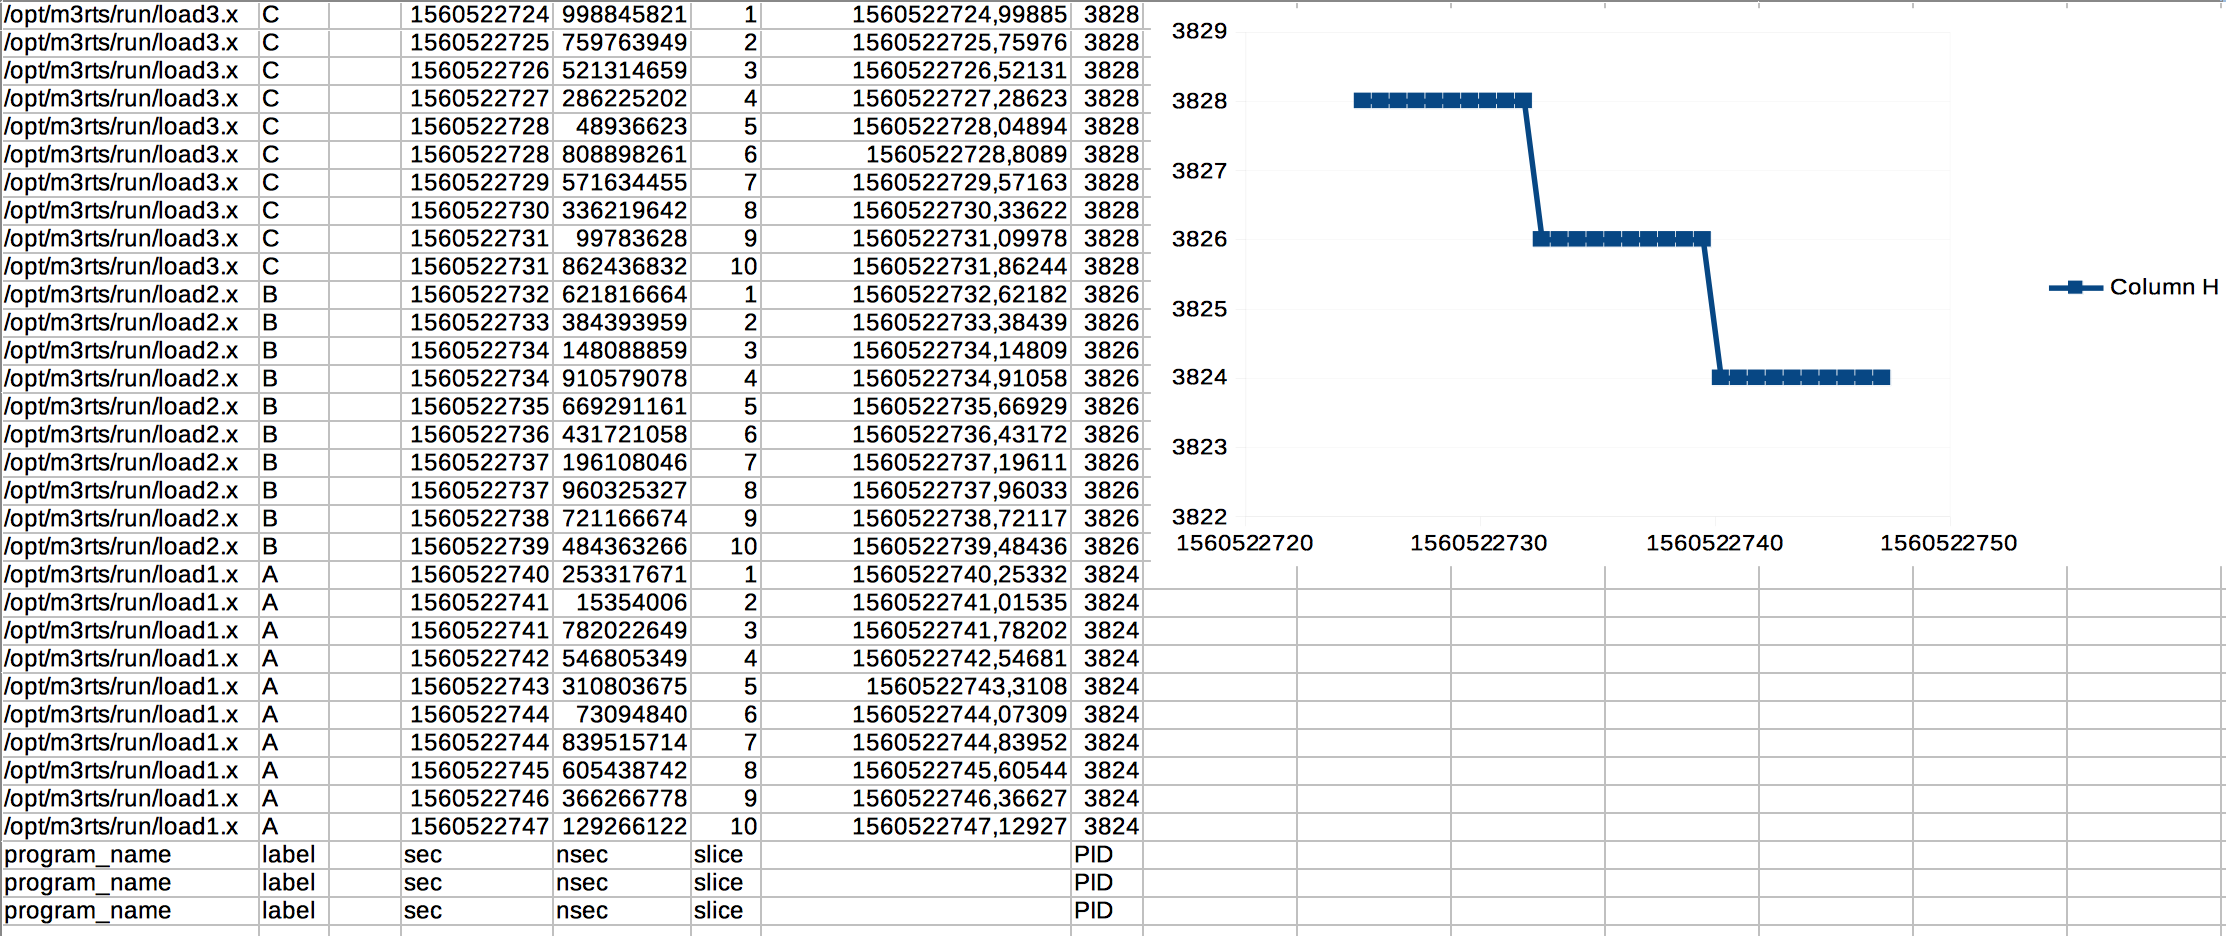 /opt/m3rts/run/load3.x C 1560522724 998845821 1 1560522724,99885 3828
/opt/m3rts/run/load3.x C 1560522725 759763949 2 1560522725,75976 3828
/opt/m3rts/run/load3.x C 1560522726 521314659 3 1560522726,52131 3828
/opt/m3rts/run/load3.x C 1560522727 286225202 4 1560522727,28623 3828
/opt/m3rts/run/load3.x C 1560522728 48936623 5 1560522728,04894 3828
/opt/m3rts/run/load3.x C 1560522728 808898261 6 1560522728,8089 3828
/opt/m3rts/run/load3.x C 1560522729 571634455 7 1560522729,57163 3828
/opt/m3rts/run/load3.x C 1560522730 336219642 8 1560522730,33622 3828
/opt/m3rts/run/load3.x C 1560522731 99783628 9 1560522731,09978 3828
/opt/m3rts/run/load3.x C 1560522731 862436832 10 1560522731,86244 3828
/opt/m3rts/run/load2.x B 1560522732 621816664 1 1560522732,62182 3826
/opt/m3rts/run/load2.x B 1560522733 384393959 2 1560522733,38439 3826
/opt/m3rts/run/load2.x B 1560522734 148088859 3 1560522734,14809 3826
/opt/m3rts/run/load2.x B 1560522734 910579078 4 1560522734,91058 3826
/opt/m3rts/run/load2.x B 1560522735 669291161 5 1560522735,66929 3826
/opt/m3rts/run/load2.x B 1560522736 431721058 6 1560522736,43172 3826
/opt/m3rts/run/load2.x B 1560522737 196108046 7 1560522737,19611 3826
/opt/m3rts/run/load2.x B 1560522737 960325327 8 1560522737,96033 3826
/opt/m3rts/run/load2.x B 1560522738 721166674 9 1560522738,72117 3826
/opt/m3rts/run/load2.x B 1560522739 484363266 10 1560522739,48436 3826
/opt/m3rts/run/load1.x A 1560522740 253317671 1 1560522740,25332 3824
/opt/m3rts/run/load1.x A 1560522741 15354006 2 1560522741,01535 3824
/opt/m3rts/run/load1.x A 1560522741 782022649 3 1560522741,78202 3824
/opt/m3rts/run/load1.x A 1560522742 546805349 4 1560522742,54681 3824
/opt/m3rts/run/load1.x A 1560522743 310803675 5 1560522743,3108 3824
/opt/m3rts/run/load1.x A 1560522744 73094840 6 1560522744,07309 3824
/opt/m3rts/run/load1.x A 1560522744 839515714 7 1560522744,83952 3824
/opt/m3rts/run/load1.x A 1560522745 605438742 8 1560522745,60544 3824
/opt/m3rts/run/load1.x A 1560522746 366266778 9 1560522746,36627 3824
/opt/m3rts/run/load1.x A 1560522747 129266122 10 1560522747,12927 3824
program_name label sec nsec slice PID
program_name label sec nsec slice PID
program_name label sec nsec slice PID
3829
3828
3827
3826
3825
3824
3823
3822
1560522720 1560522730 1560522740 1560522750
Column H